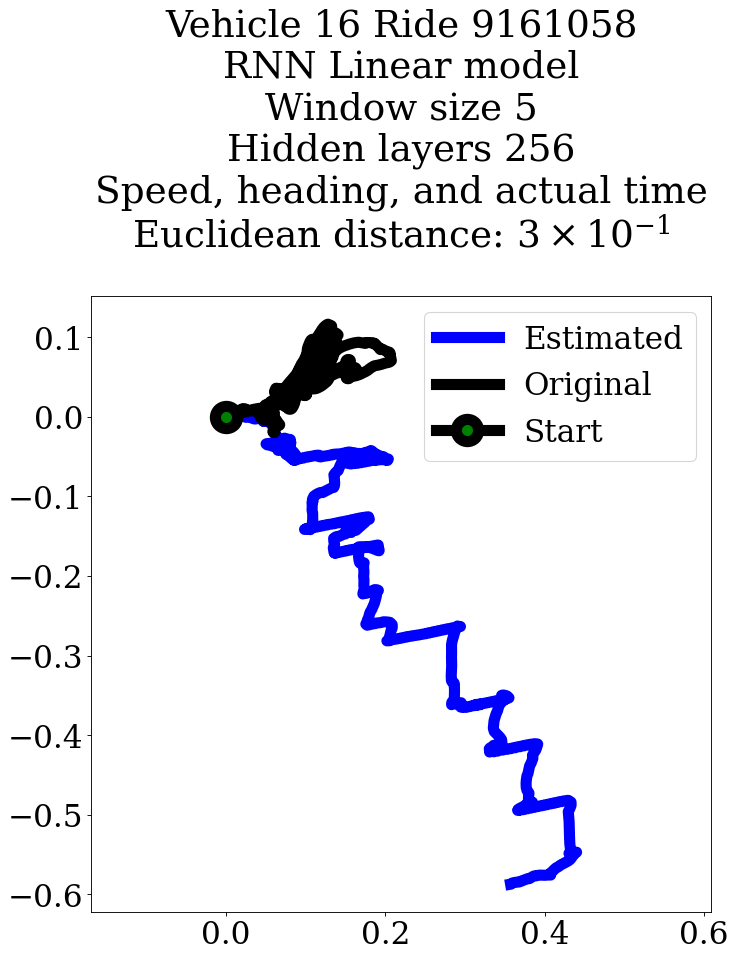 Vehicle 16 Ride 9161058
RNN Linear model
Window size 5
Hidden layers 256
Speed, heading, and actual time
Euclidean distance: 3 × 10⁻¹
Estimated
Original
Start
0.1
0.0
−0.1
−0.2
−0.3
−0.4
−0.5
−0.6
0.0 0.2 0.4 0.6